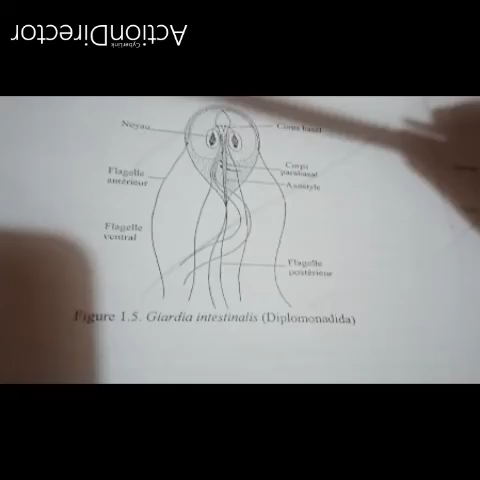 CyberLink
ActionDirector
Noyau
Corps basal
Flagelle
antérieur
Corps
parabasal
Axostyle
Flagelle
ventral
Flagelle
postérieur
Figure 1.5. Giardia intestinalis (Diplomonadida)